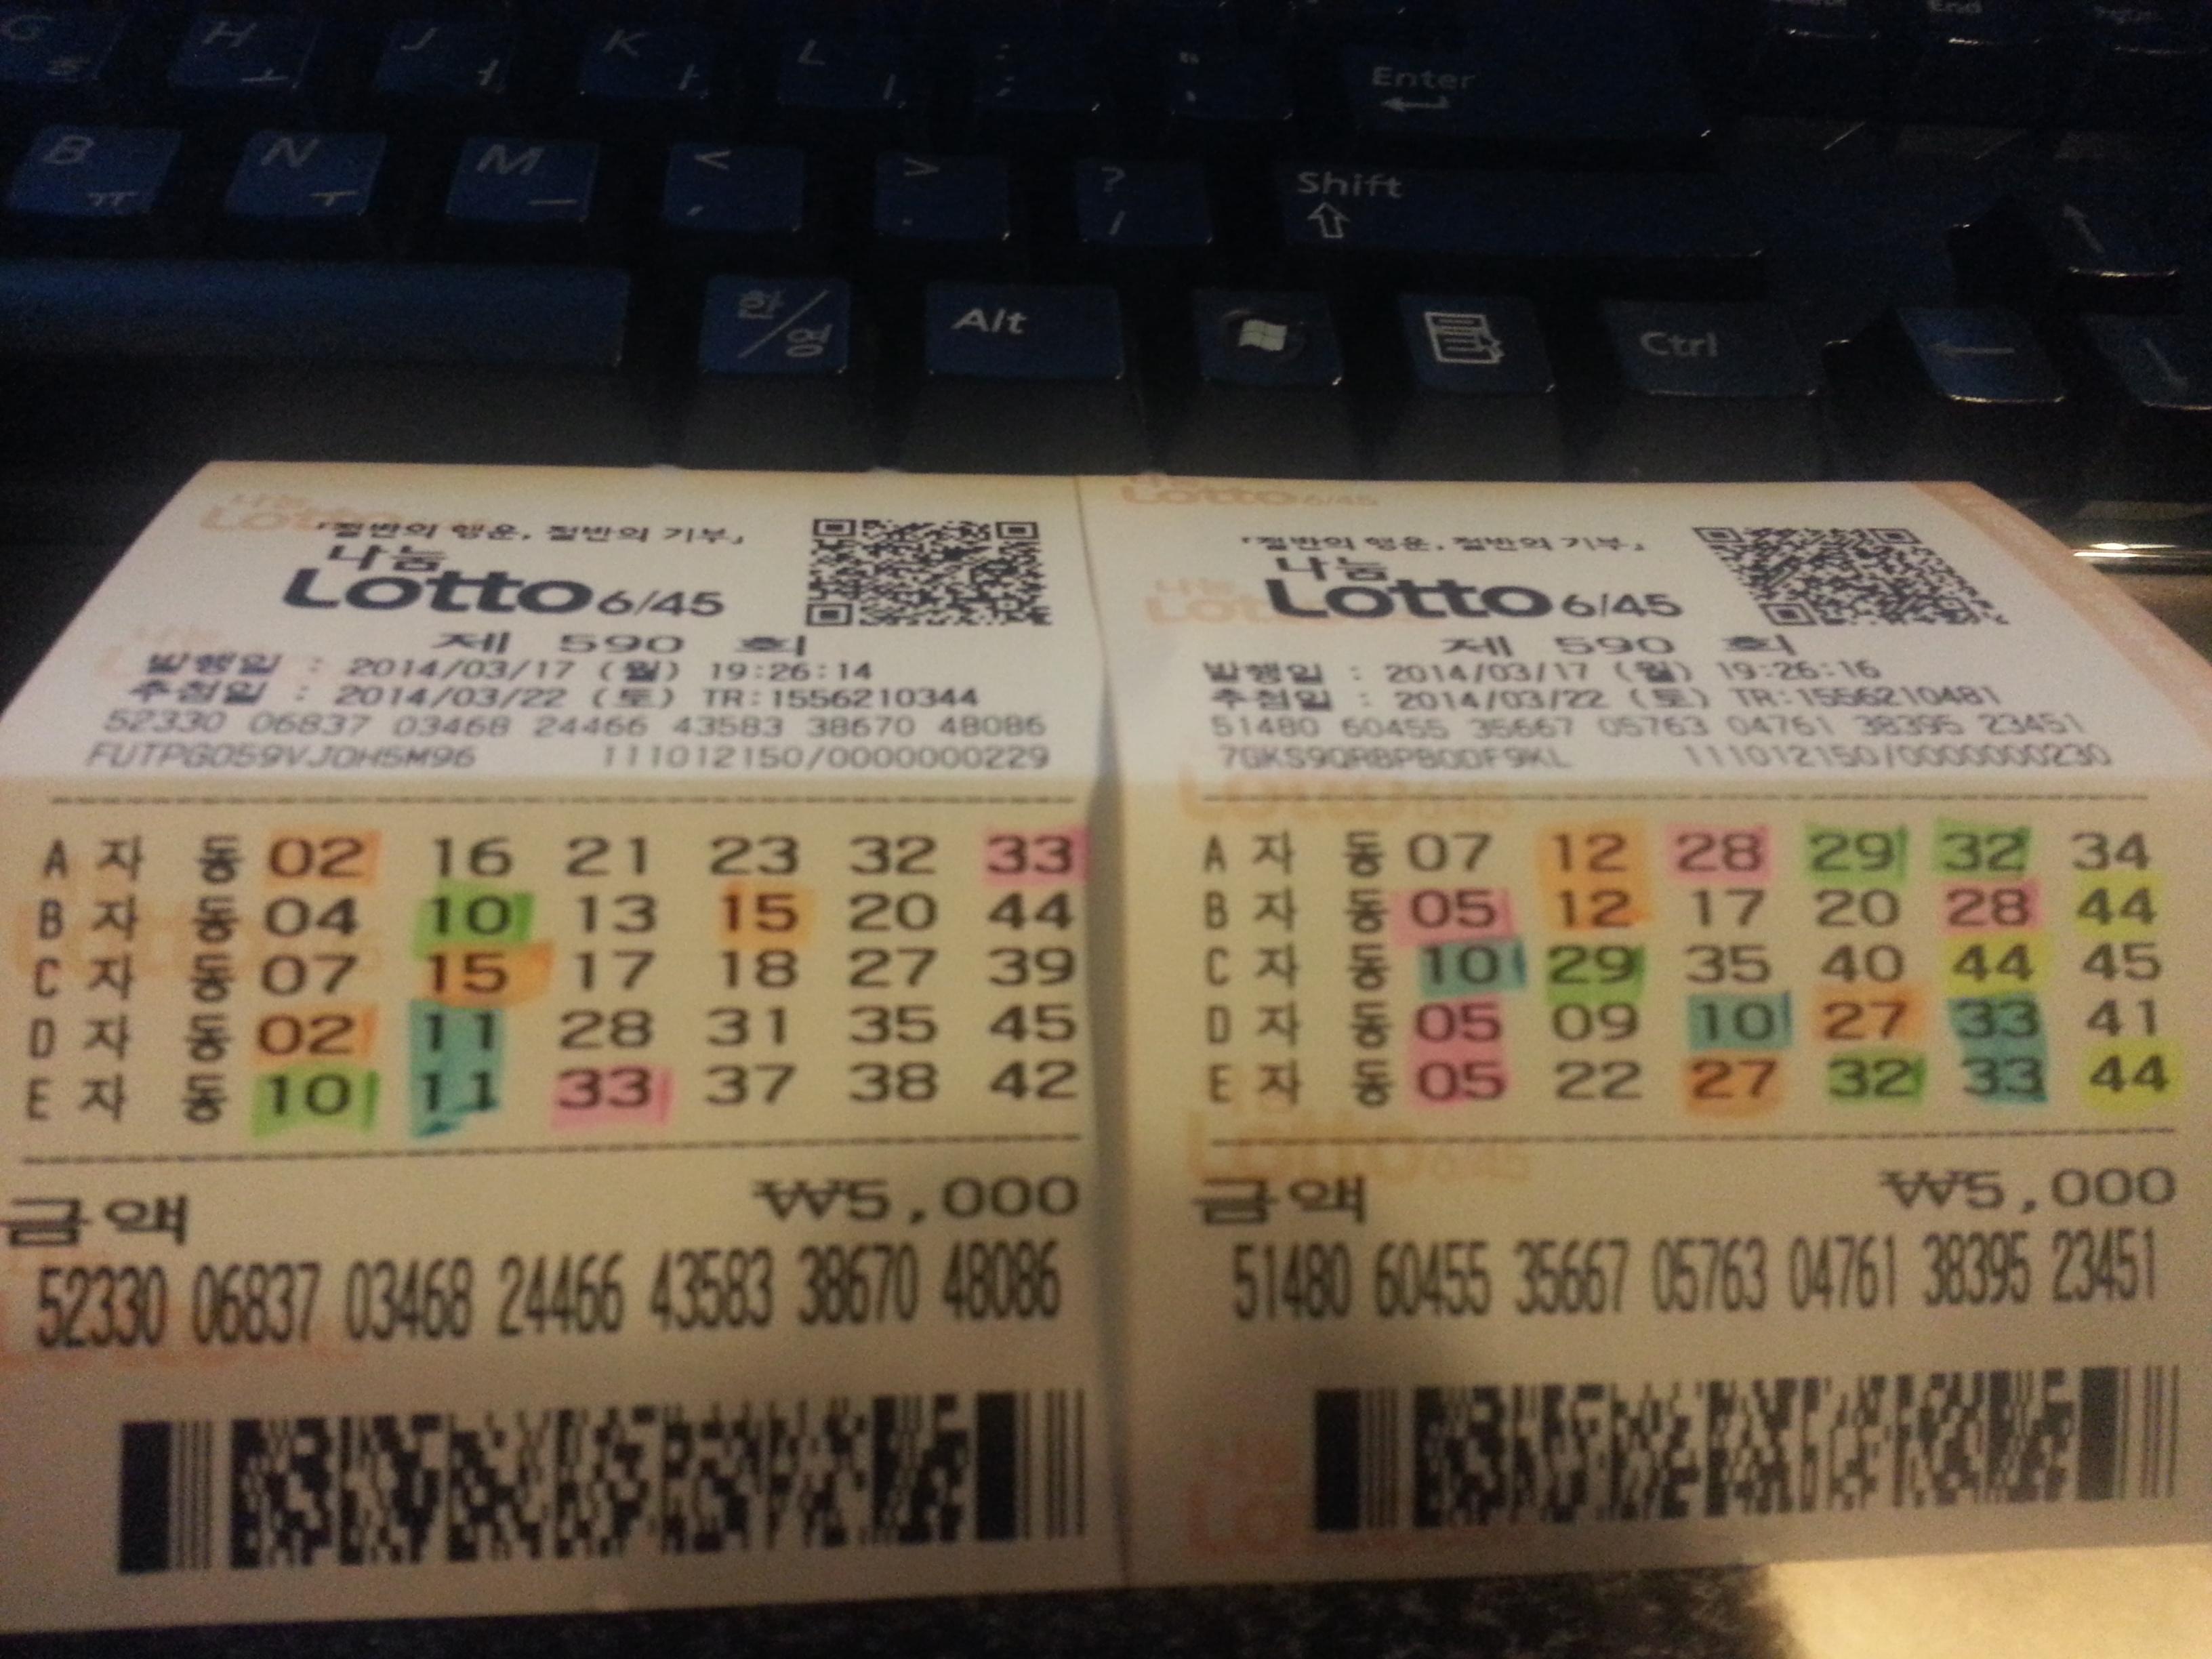 G ㅎ H ㅗ J ㅓ K ㅏ L ㅣ : ; " ' Enter End
B ㅠ N ㅜ M ㅡ < , > . ? / Shift
한/영 Alt Ctrl
나눔
Lotto
「절반의 행운, 절반의 기부」
나눔
Lotto 6/45
제 590 회
발행일 : 2014/03/17 (월) 19:26:14
추첨일 : 2014/03/22 (토) TR:1556210344
52330 06837 03468 24466 43583 38670 48086
111012150/0000000229
A 자 동 02 16 21 23 32 33
B 자 동 04 10 13 15 20 44
C 자 동 07 15 17 18 27 39
D 자 동 02 11 28 31 35 45
E 자 동 10 11 33 37 38 42
금액 ₩5,000
52330 06837 03468 24466 43583 38670 48086
Lotto 6/45
「절반의 행운, 절반의 기부」
나눔
Lotto 6/45
제 590 회
발행일 : 2014/03/17 (월) 19:26:16
추첨일 : 2014/03/22 (토) TR:1556210481
51480 60455 35667 05763 04761 38395 23451
111012150/0000000230
A 자 동 07 12 28 29 32 34
B 자 동 05 12 17 20 28 44
C 자 동 10 29 35 40 44 45
D 자 동 05 09 10 27 33 41
E 자 동 05 22 27 32 33 44
금액 ₩5,000
51480 60455 35667 05763 04761 38395 23451